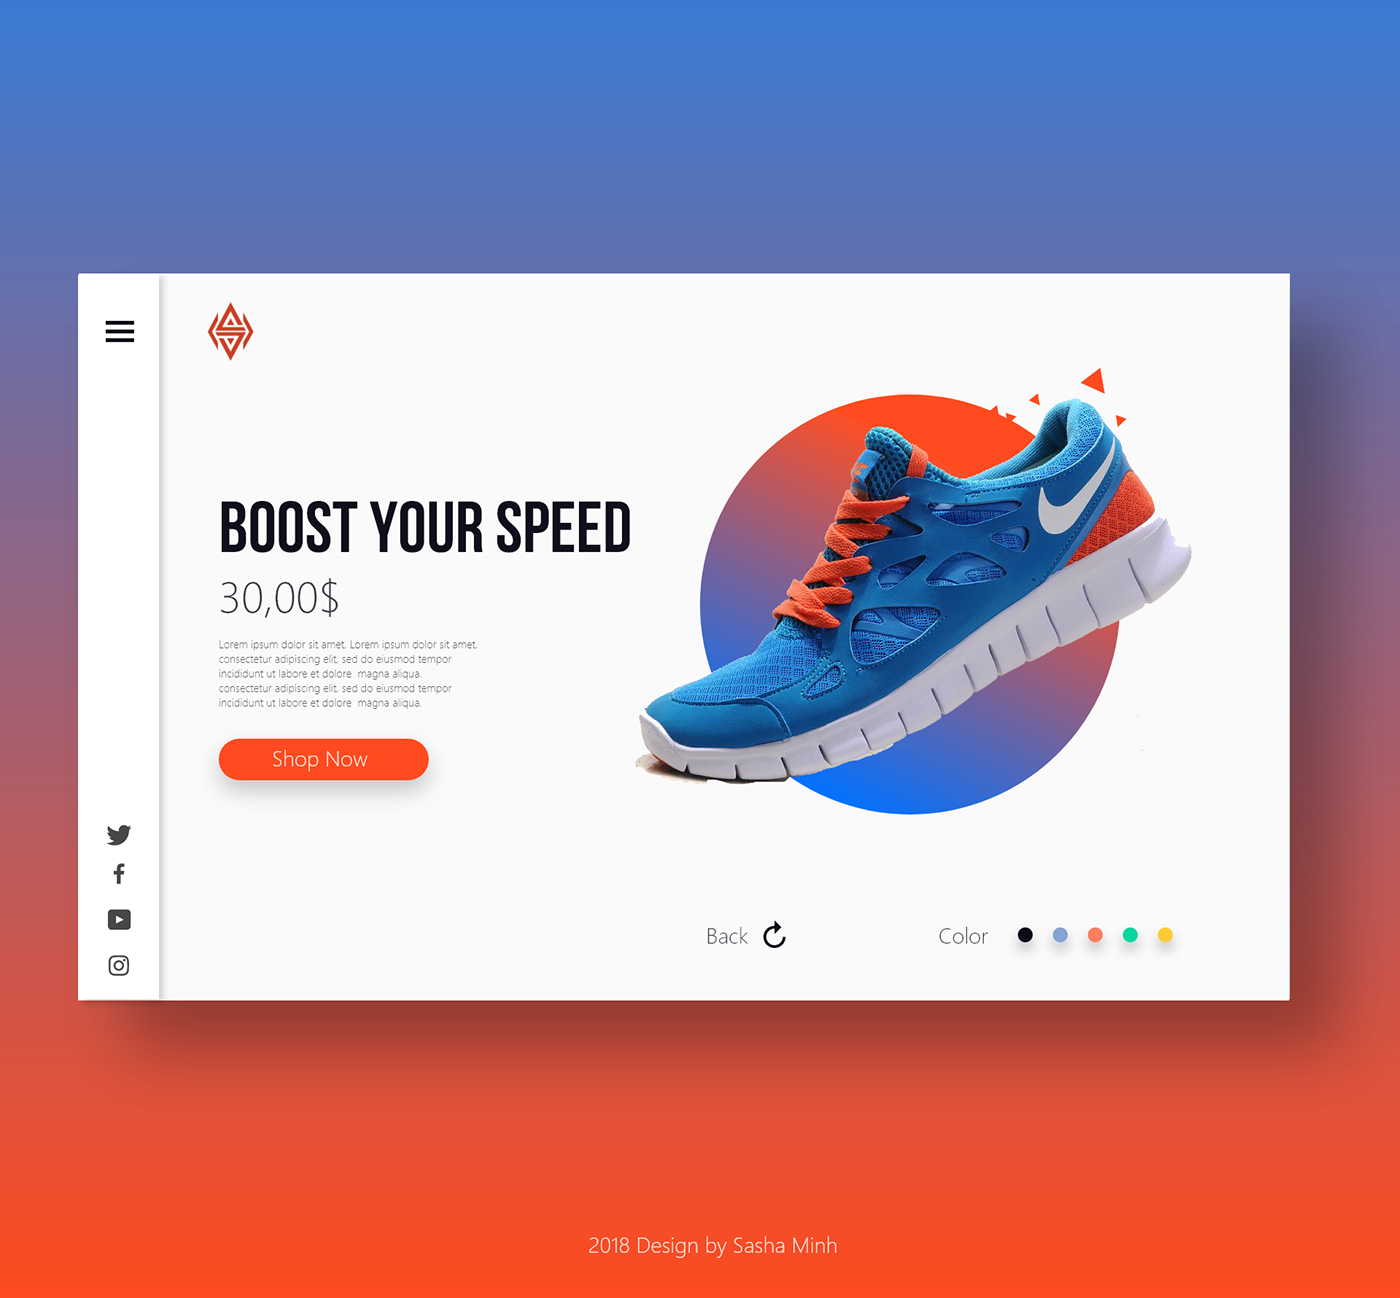 BOOST YOUR SPEED
30,00$
Lorem ipsum dolor sit amet, Lorem ipsum dolor sit amet,
consectetur adipiscing elit, sed do eiusmod tempor
incididunt ut labore et dolore  magna aliqua.
consectetur adipiscing elit, sed do eiusmod tempor
incididunt ut labore et dolore  magna aliqua.
Shop Now
Back
Color
2018 Design by Sasha Minh